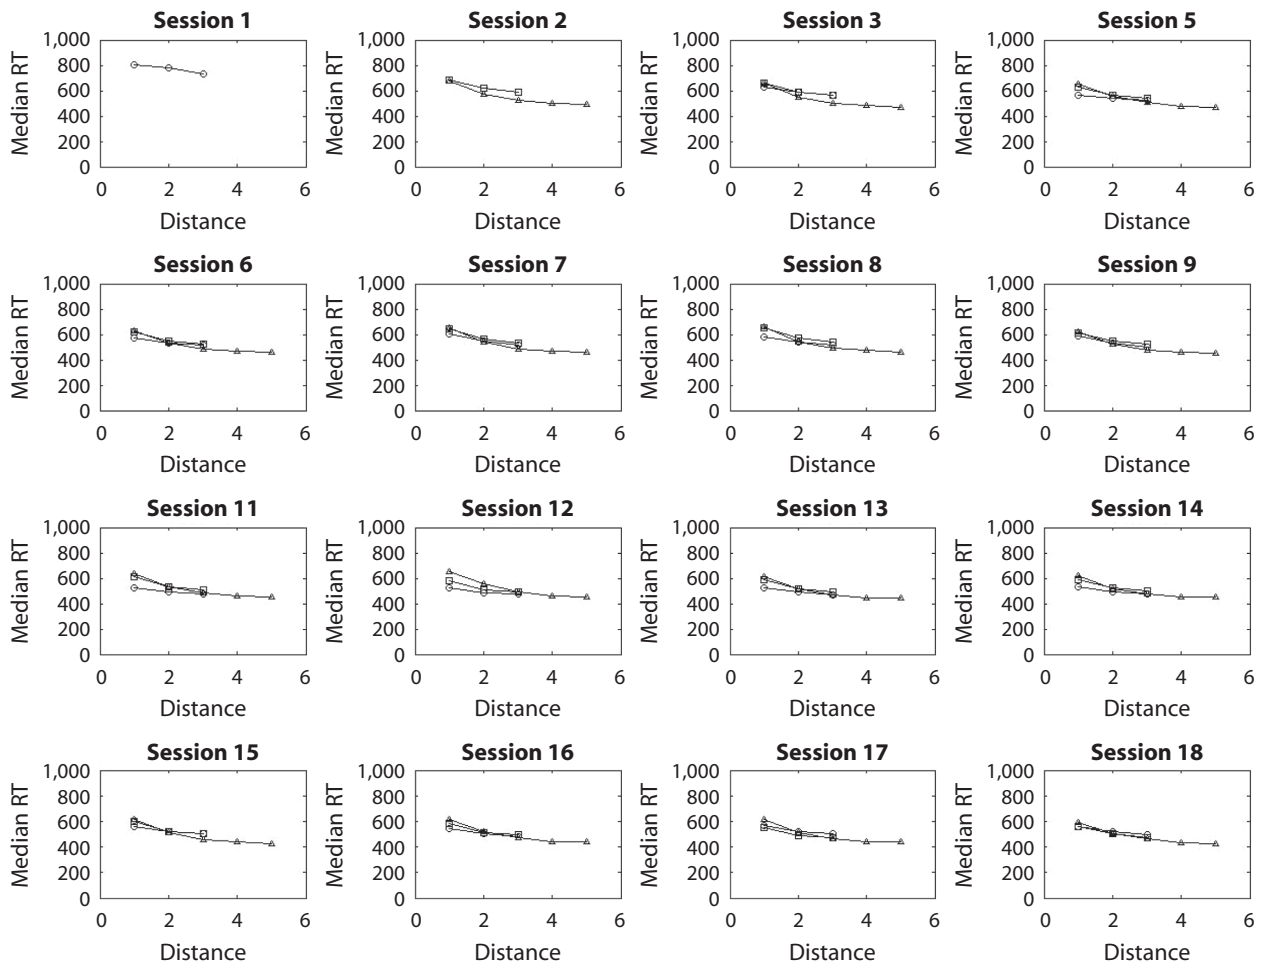 Session 1
Median RT
1,000
800
600
400
200
0
0 2 4 6
Distance
Session 2
Median RT
1,000
800
600
400
200
0
0 2 4 6
Distance
Session 3
Median RT
1,000
800
600
400
200
0
0 2 4 6
Distance
Session 5
Median RT
1,000
800
600
400
200
0
0 2 4 6
Distance
Session 6
Median RT
1,000
800
600
400
200
0
0 2 4 6
Distance
Session 7
Median RT
1,000
800
600
400
200
0
0 2 4 6
Distance
Session 8
Median RT
1,000
800
600
400
200
0
0 2 4 6
Distance
Session 9
Median RT
1,000
800
600
400
200
0
0 2 4 6
Distance
Session 11
Median RT
1,000
800
600
400
200
0
0 2 4 6
Distance
Session 12
Median RT
1,000
800
600
400
200
0
0 2 4 6
Distance
Session 13
Median RT
1,000
800
600
400
200
0
0 2 4 6
Distance
Session 14
Median RT
1,000
800
600
400
200
0
0 2 4 6
Distance
Session 15
Median RT
1,000
800
600
400
200
0
0 2 4 6
Distance
Session 16
Median RT
1,000
800
600
400
200
0
0 2 4 6
Distance
Session 17
Median RT
1,000
800
600
400
200
0
0 2 4 6
Distance
Session 18
Median RT
1,000
800
600
400
200
0
0 2 4 6
Distance